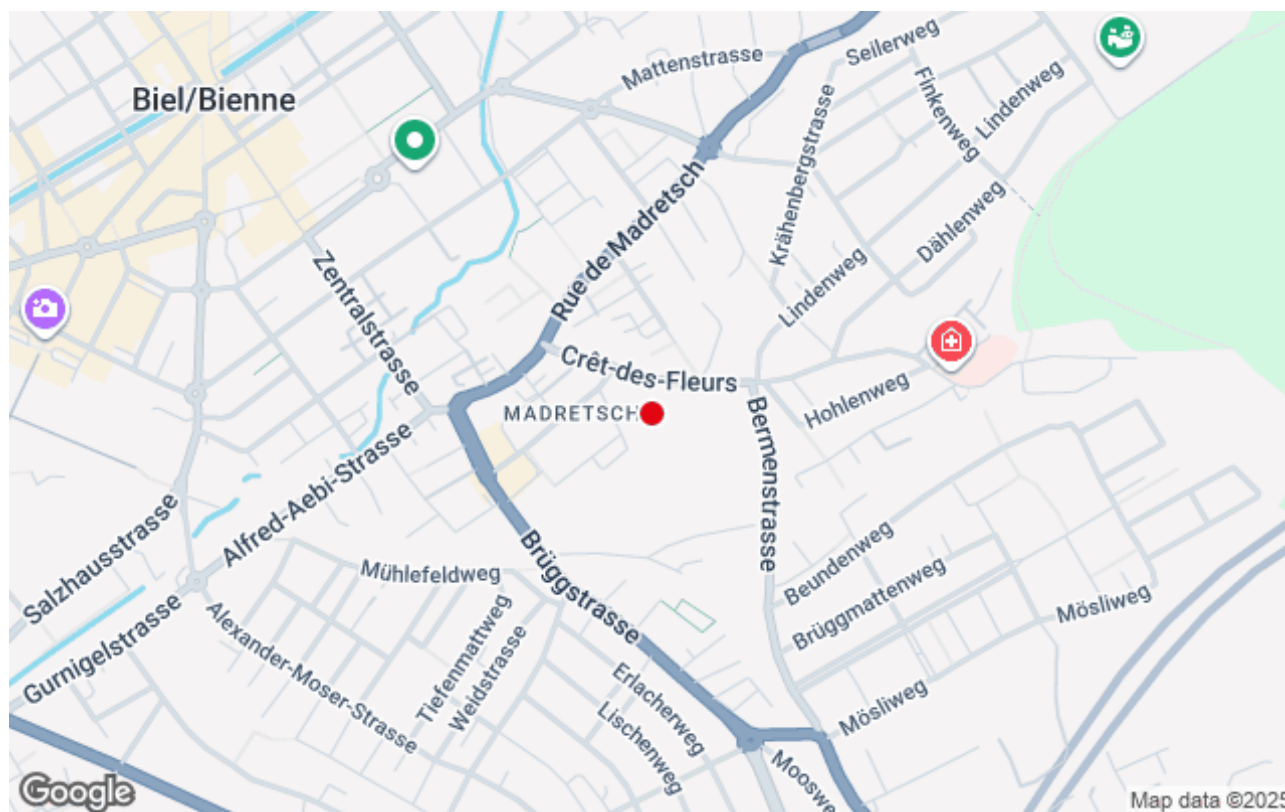 Seilerweg
Mattenstrasse
Biel/Bienne
Finkenweg
Lindenweg
Rue de Madretsch
Krähenbergstrasse
Dählenweg
Zentralstrasse
Lindenweg
Crêt-des-Fleurs
Hohlenweg
MADRETSCH
Bermenstrasse
Alfred-Aebi-Strasse
Salzhausstrasse
Brüggstrasse
Beundenweg
Mühlefeldweg
Brüggmattenweg
Mösliweg
Gurnigelstrasse
Alexander-Moser-Strasse
Tiefenmattweg
Weidstrasse
Erlacherweg
Lischenweg
Mösliweg
Moosw
Google
Map data ©2025